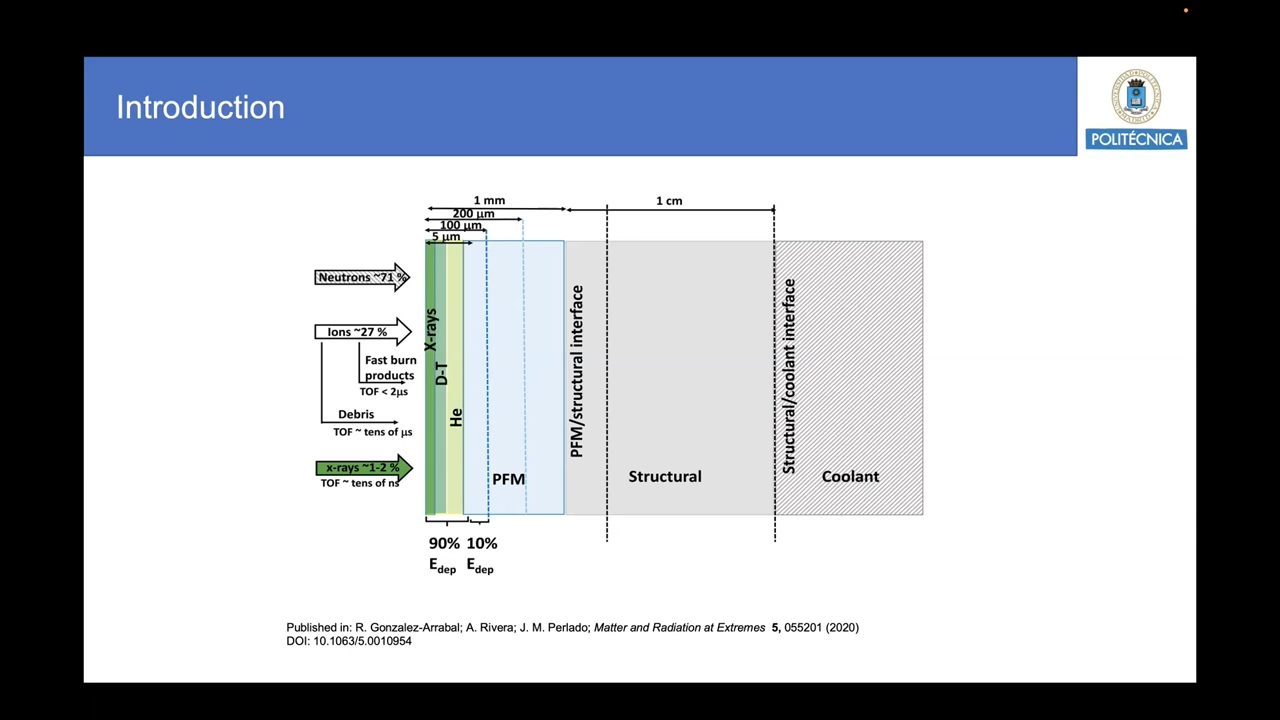 Introduction
POLITÉCNICA
1 mm
1 cm
200 µm
100 µm
5 µm
Neutrons ~71 %
Ions ~27 %
Fast burn
products
TOF < 2µs
Debris
TOF ~ tens of µs
x-rays ~1-2 %
TOF ~ tens of ns
X-rays
D-T
He
PFM
PFM/structural interface
Structural
Structural/coolant interface
Coolant
90% 10%
Edep Edep
Published in: R. Gonzalez-Arrabal; A. Rivera; J. M. Perlado; Matter and Radiation at Extremes 5, 055201 (2020)
DOI: 10.1063/5.0010954